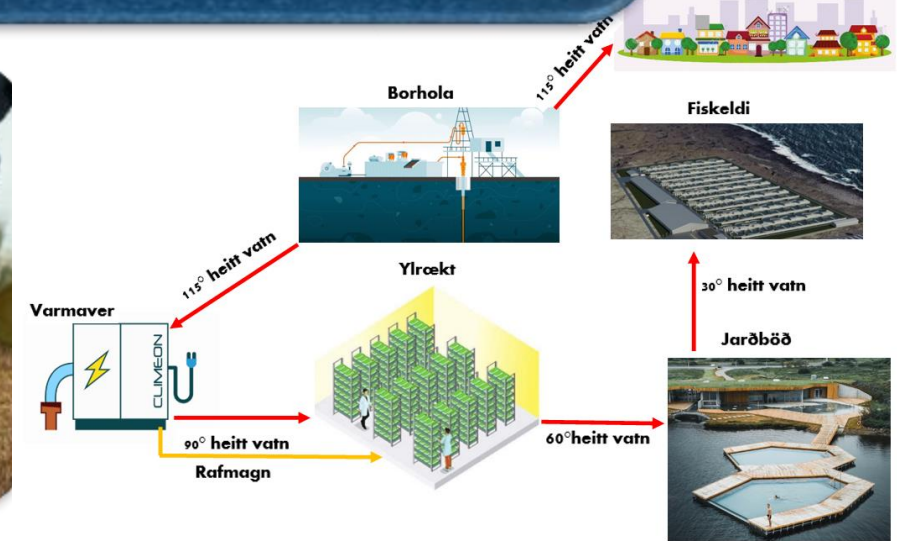 115° heitt vatn
Borhola
Fiskeldi
115° heitt vatn
Ylrækt
30° heitt vatn
Varmaver
Jarðböð
CLIMEON
90° heitt vatn
60°heitt vatn
Rafmagn